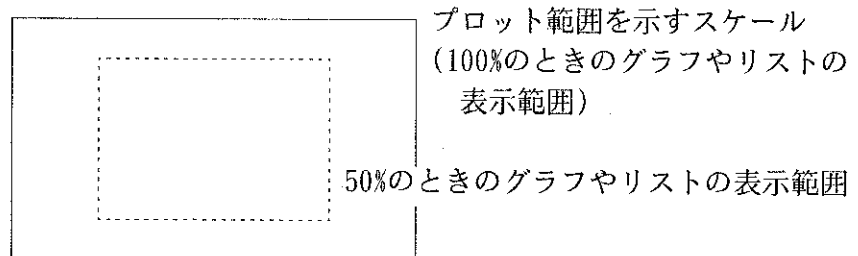 プロット範囲を示すスケール
(100%のときのグラフやリストの
表示範囲)
50%のときのグラフやリストの表示範囲